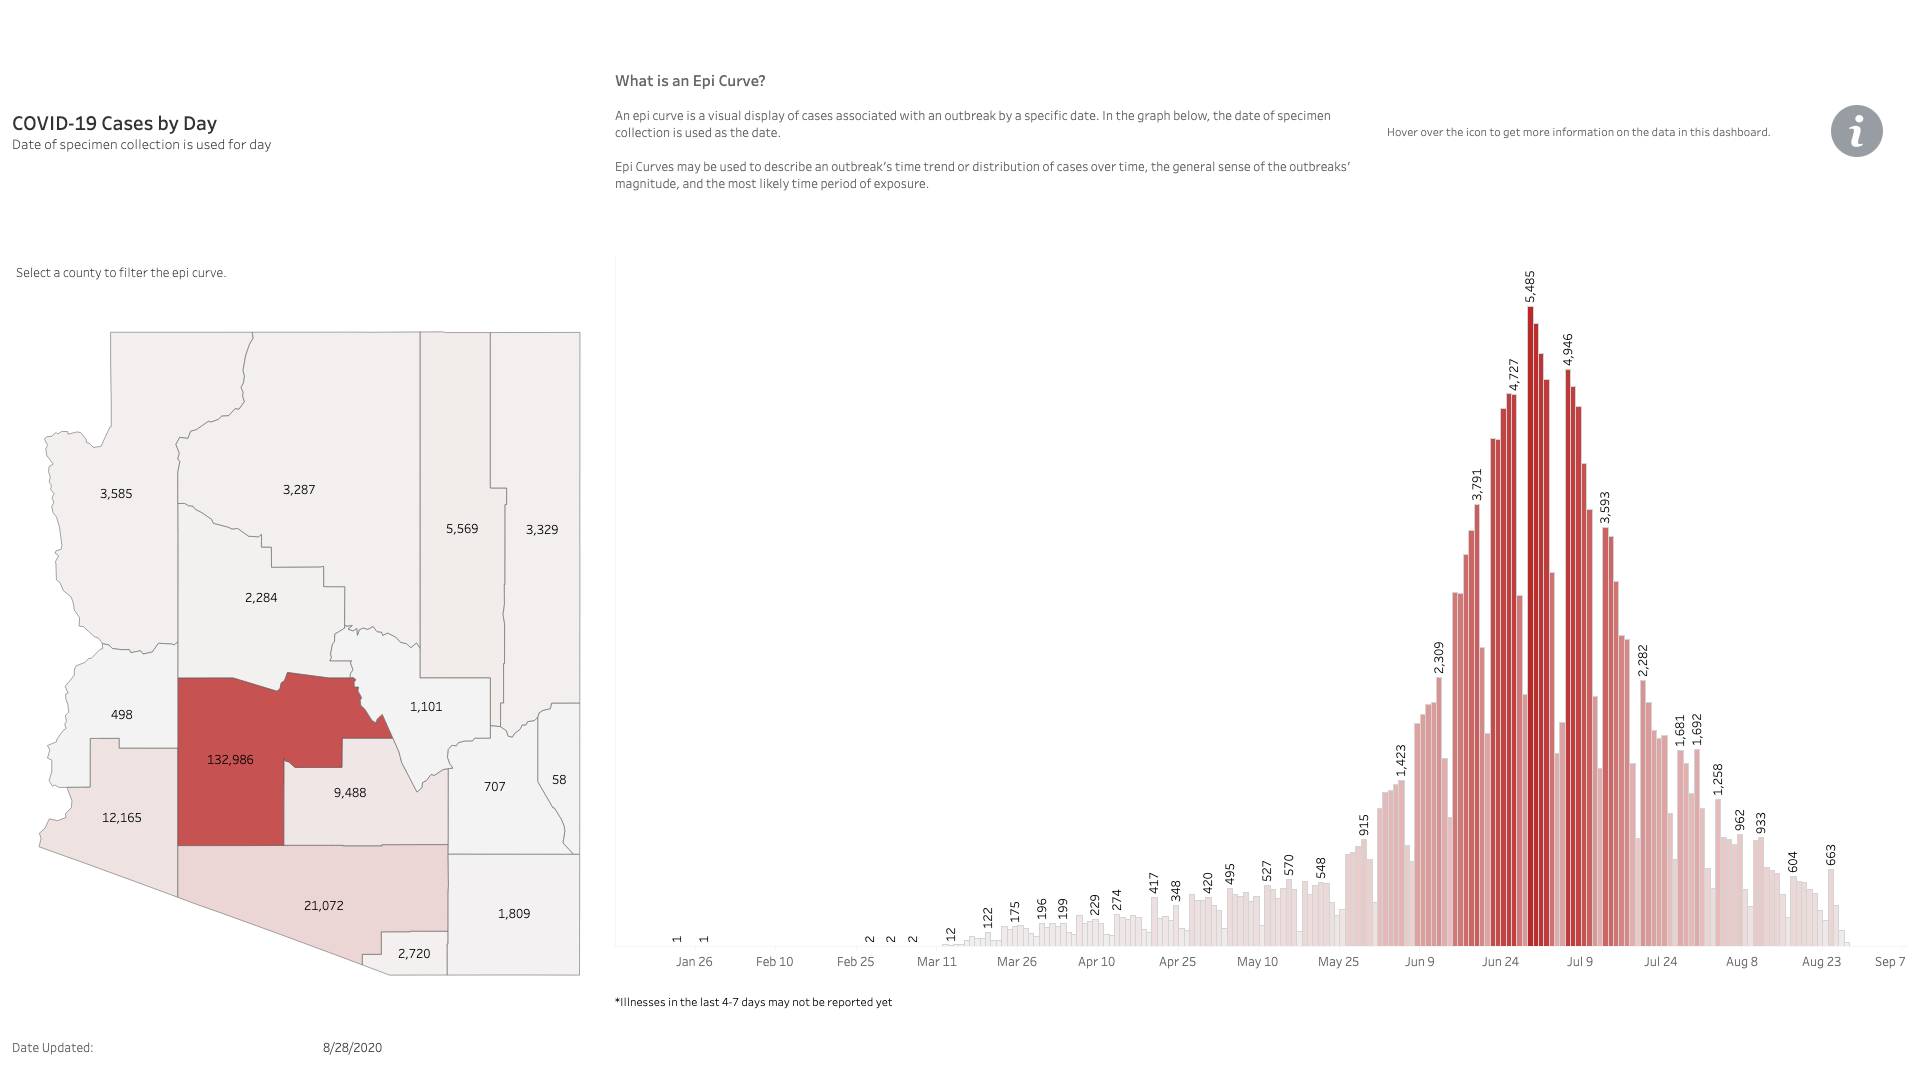 What is an Epi Curve?
COVID-19 Cases by Day
Date of specimen collection is used for day
An epi curve is a visual display of cases associated with an outbreak by a specific date. In the graph below, the date of specimen
collection is used as the date.
Epi Curves may be used to describe an outbreak's time trend or distribution of cases over time, the general sense of the outbreaks'
magnitude, and the most likely time period of exposure.
Hover over the icon to get more information on the data in this dashboard.
i
Select a county to filter the epi curve.
3,585
3,287
5,569
3,329
2,284
498
1,101
132,986
9,488
707
58
12,165
21,072
1,809
2,720
1
1
2
2
2
12
122
175
196
199
229
274
417
348
420
495
527
570
548
915
1,423
2,309
3,791
4,727
5,485
4,946
3,593
2,282
1,681
1,692
1,258
962
933
604
663
Jan 26
Feb 10
Feb 25
Mar 11
Mar 26
Apr 10
Apr 25
May 10
May 25
Jun 9
Jun 24
Jul 9
Jul 24
Aug 8
Aug 23
Sep 7
*Illnesses in the last 4-7 days may not be reported yet
Date Updated: 8/28/2020